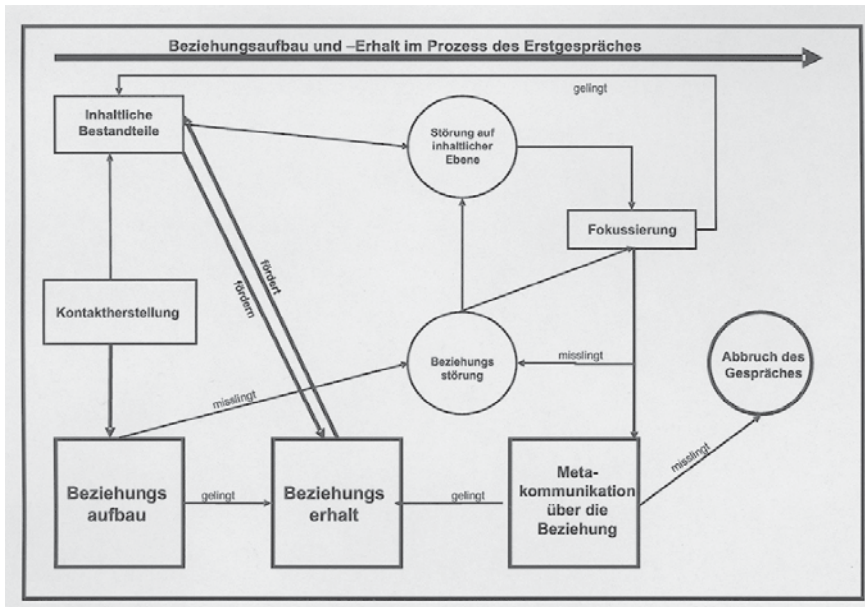 Beziehungsaufbau und –Erhalt im Prozess des Erstgespräches
gelingt
Inhaltliche
Bestandteile
Störung auf
inhaltlicher
Ebene
Fokussierung
fördert
fördern
Kontaktherstellung
Beziehungs
störung
misslingt
Abbruch des
Gespräches
misslingt
Beziehungs
aufbau
gelingt
Beziehungs
erhalt
gelingt
Meta-
kommunikation
über die
Beziehung
misslingt